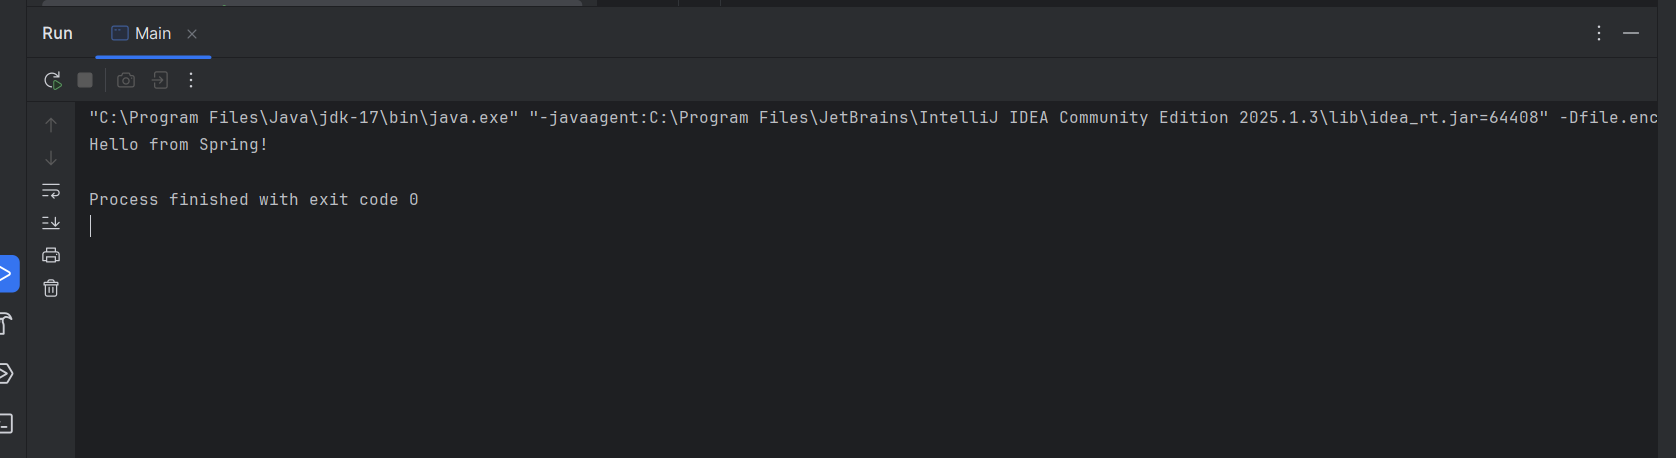 Run Main
"C:\Program Files\Java\jdk-17\bin\java.exe" "-javaagent:C:\Program Files\JetBrains\IntelliJ IDEA Community Edition 2025.1.3\lib\idea_rt.jar=64408" -Dfile.enc
Hello from Spring!
Process finished with exit code 0